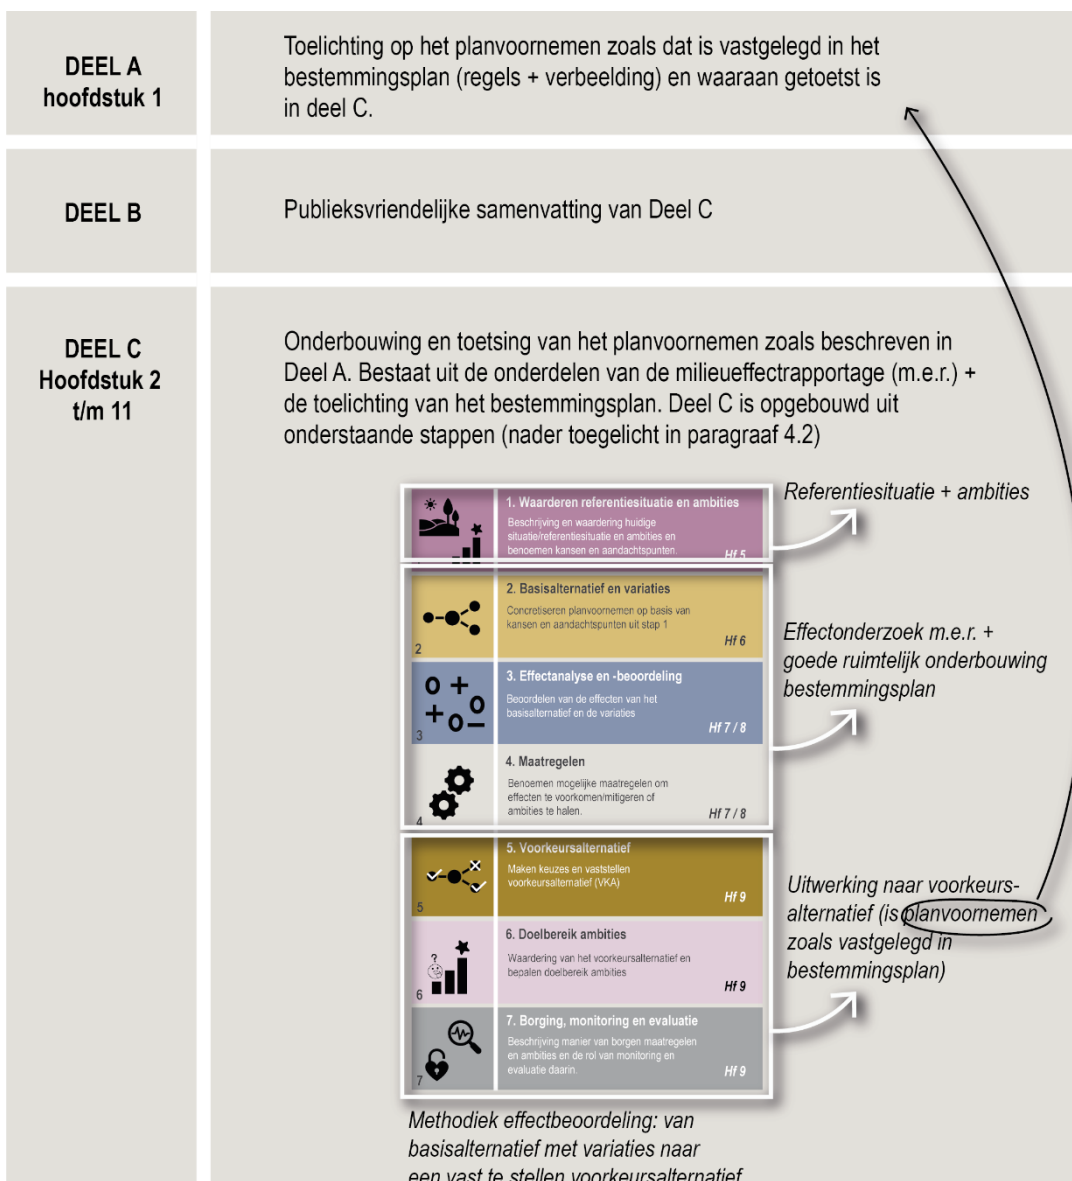 DEEL A
hoofdstuk 1
Toelichting op het planvoornemen zoals dat is vastgelegd in het
bestemmingsplan (regels + verbeelding) en waaraan getoetst is
in deel C.
DEEL B
Publieksvriendelijke samenvatting van Deel C
DEEL C
Hoofdstuk 2
t/m 11
Onderbouwing en toetsing van het planvoornemen zoals beschreven in
Deel A. Bestaat uit de onderdelen van de milieueffectrapportage (m.e.r.) +
de toelichting van het bestemmingsplan. Deel C is opgebouwd uit
onderstaande stappen (nader toegelicht in paragraaf 4.2)
1. Waarderen referentiesituatie en ambities
Beschrijving en waardering huidige
situatie/referentiesituatie en ambities en
benoemen kansen en aandachtspunten.
Hf 5
Referentiesituatie + ambities
2. Basisalternatief en variaties
Concretiseren planvoornemen op basis van
kansen en aandachtspunten uit stap 1
Hf 6
2
3. Effectanalyse en -beoordeling
Beoordelen van de effecten van het
basisalternatief en de variaties
Hf 7 / 8
3
4. Maatregelen
Benoemen mogelijke maatregelen om
effecten te voorkomen/mitigeren of
ambities te halen.
Hf 7 / 8
4
Effectonderzoek m.e.r. +
goede ruimtelijk onderbouwing
bestemmingsplan
5. Voorkeursalternatief
Maken keuzes en vaststellen
voorkeursalternatief (VKA)
Hf 9
5
6. Doelbereik ambities
Waardering van het voorkeursalternatief en
bepalen doelbereik ambities
Hf 9
?
6
7. Borging, monitoring en evaluatie
Beschrijving manier van borgen maatregelen
en ambities en de rol van monitoring en
evaluatie daarin.
Hf 9
7
Uitwerking naar voorkeurs-
alternatief (is planvoornemen
zoals vastgelegd in
bestemmingsplan)
Methodiek effectbeoordeling: van
basisalternatief met variaties naar
een vast te stellen voorkeursalternatief